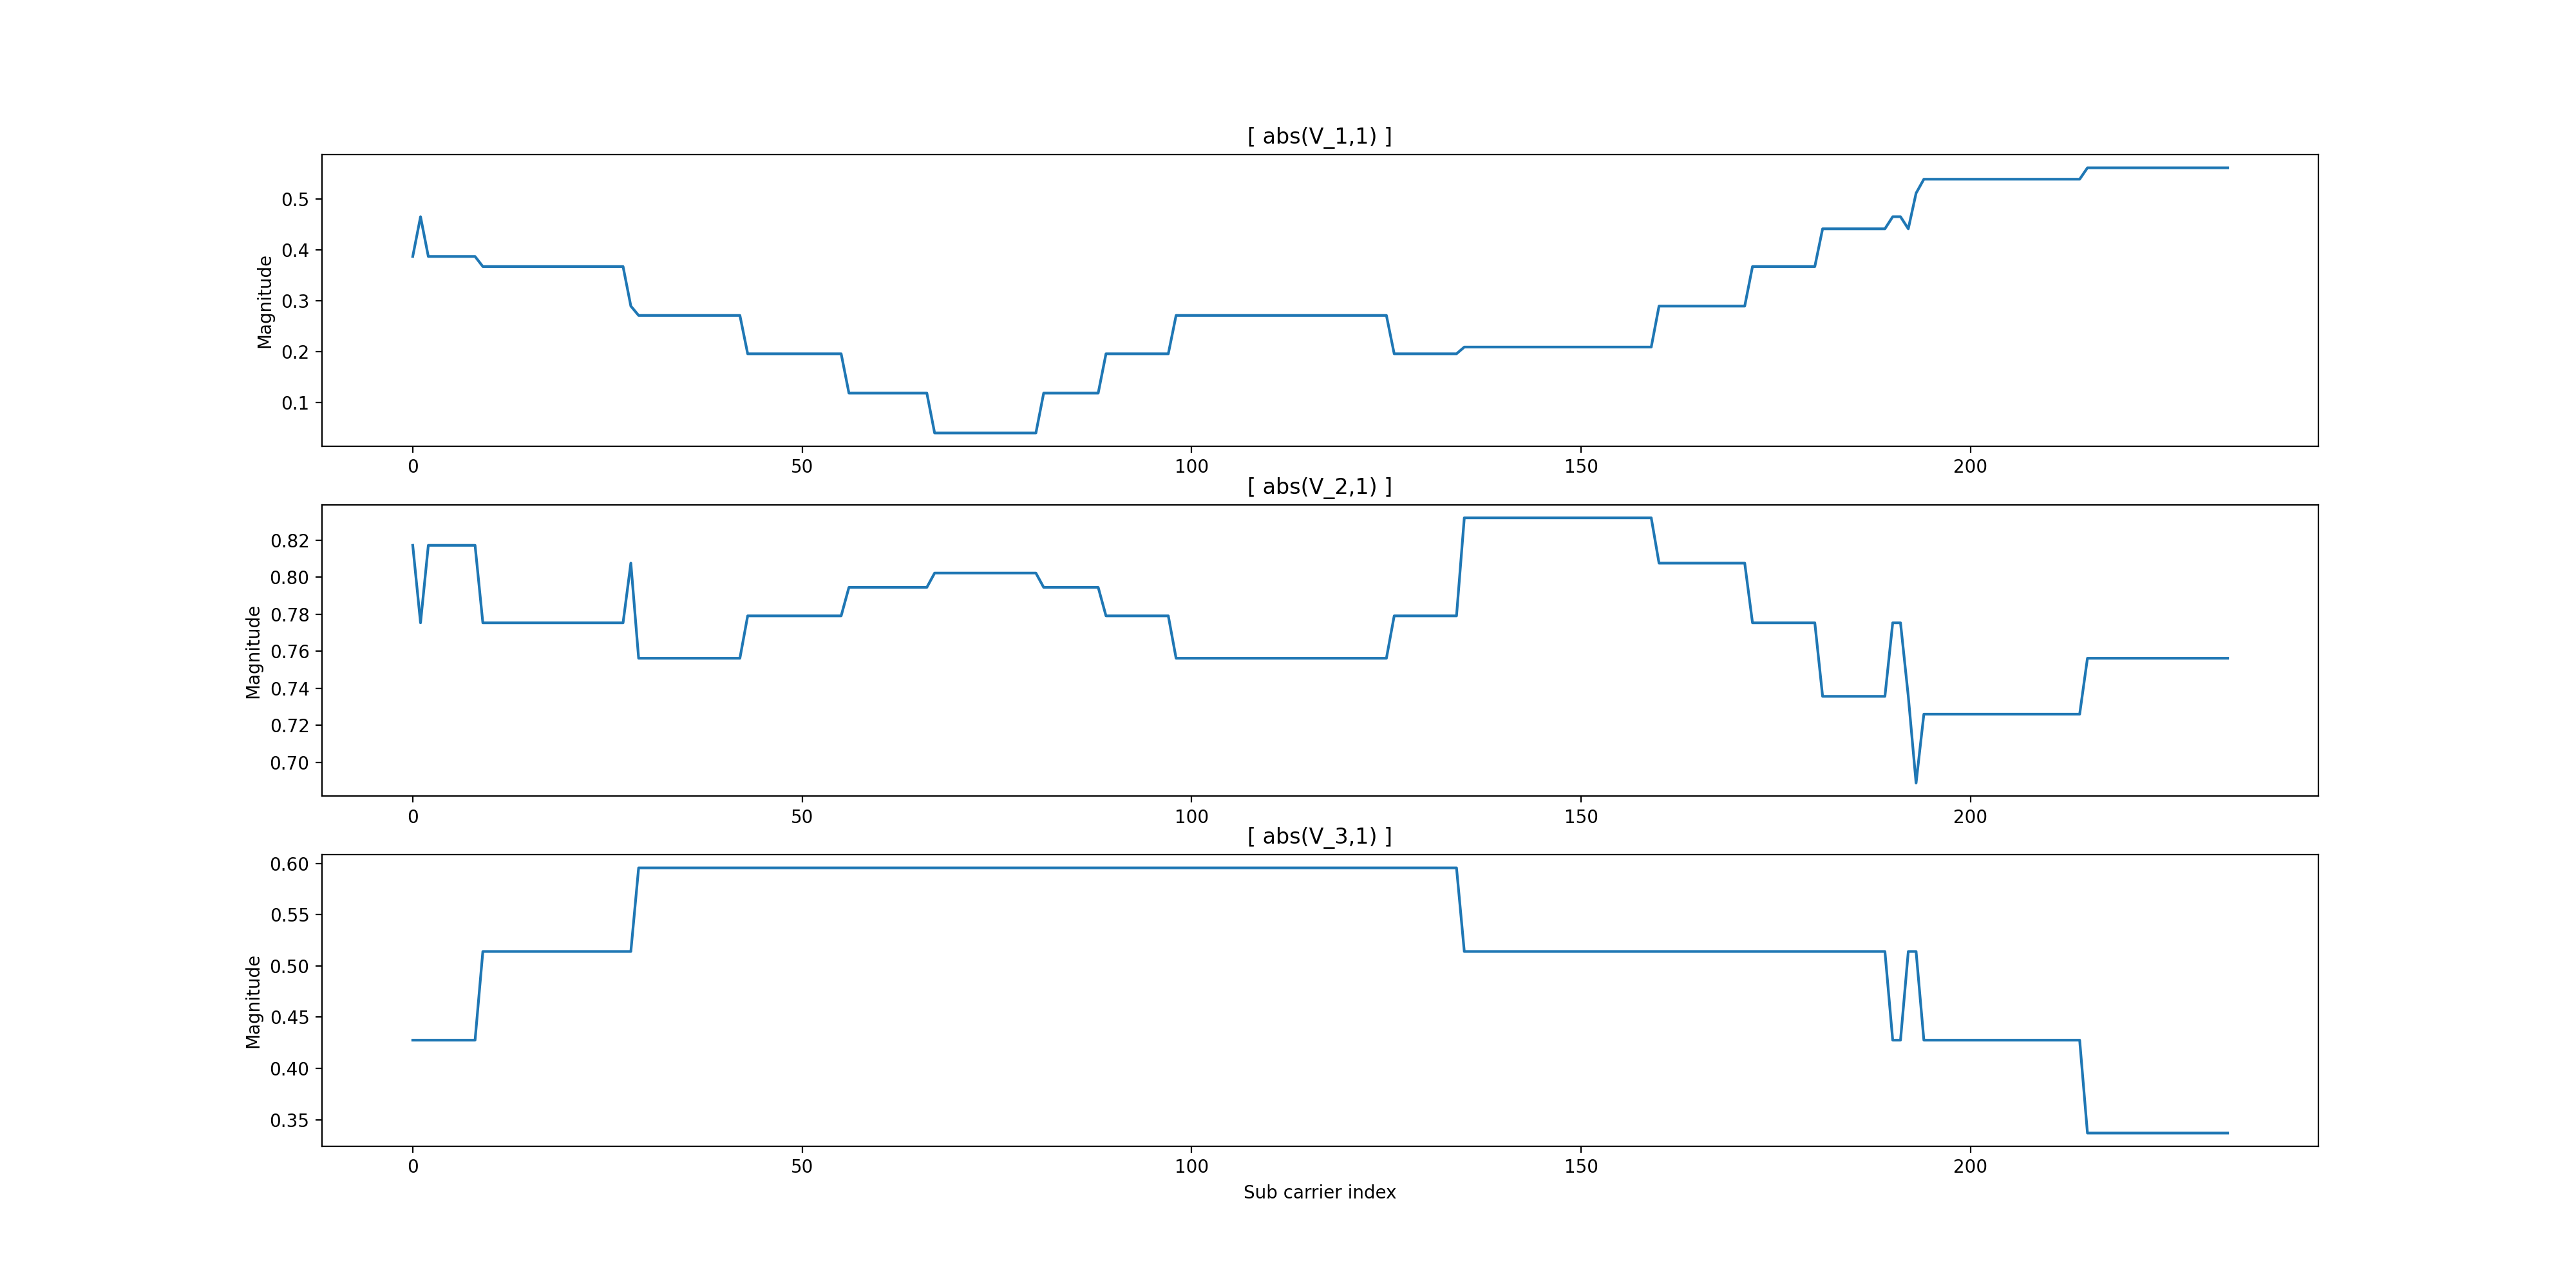 [ abs(V_1,1) ]
Magnitude
0.5
0.4
0.3
0.2
0.1
0 50 100 150 200
[ abs(V_2,1) ]
Magnitude
0.82
0.80
0.78
0.76
0.74
0.72
0.70
0 50 100 150 200
[ abs(V_3,1) ]
Magnitude
0.60
0.55
0.50
0.45
0.40
0.35
0 50 100 150 200
Sub carrier index